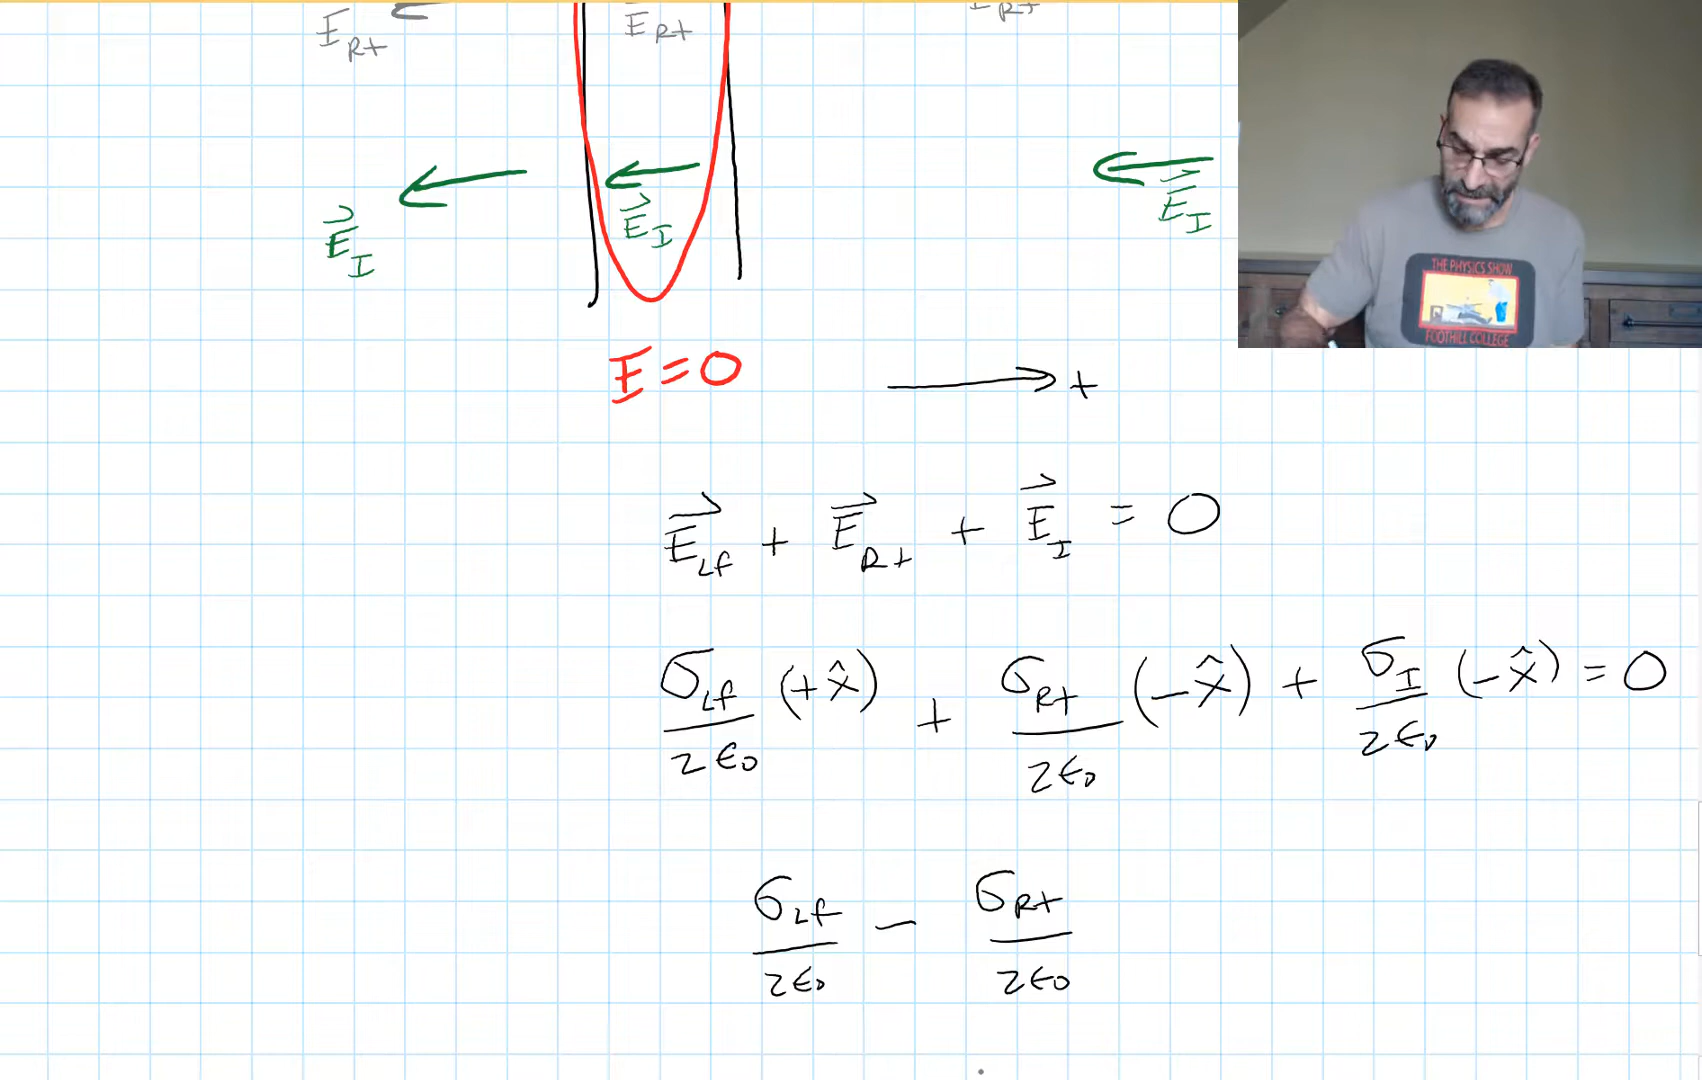 E_Rt E_Rt E_Rt
E⃗_I E⃗_I E⃗_I
THE PHYSICS SHOW
FOOTHILL COLLEGE
E = 0 +
E⃗_Lf + E⃗_Rt + E⃗_I = 0
σ_Lf/2ϵ₀ (+x̂) + σ_Rt/2ϵ₀ (−x̂) + σ_I/2ϵ₀ (−x̂) = 0
σ_Lf/2ϵ₀ − σ_Rt/2ϵ₀